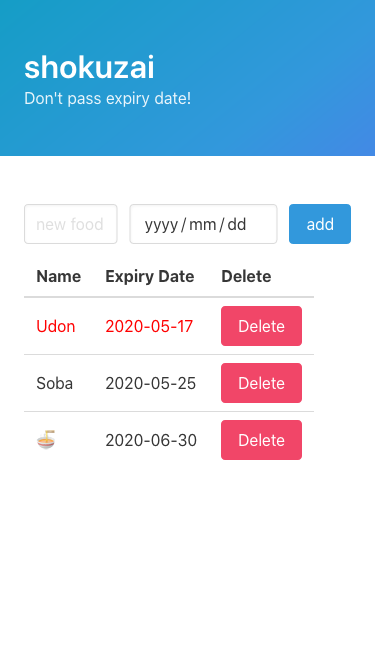 shokuzai
Don't pass expiry date!
new food yyyy/mm/dd add
Name Expiry Date Delete
Udon 2020-05-17 Delete
Soba 2020-05-25 Delete
🍜 2020-06-30 Delete